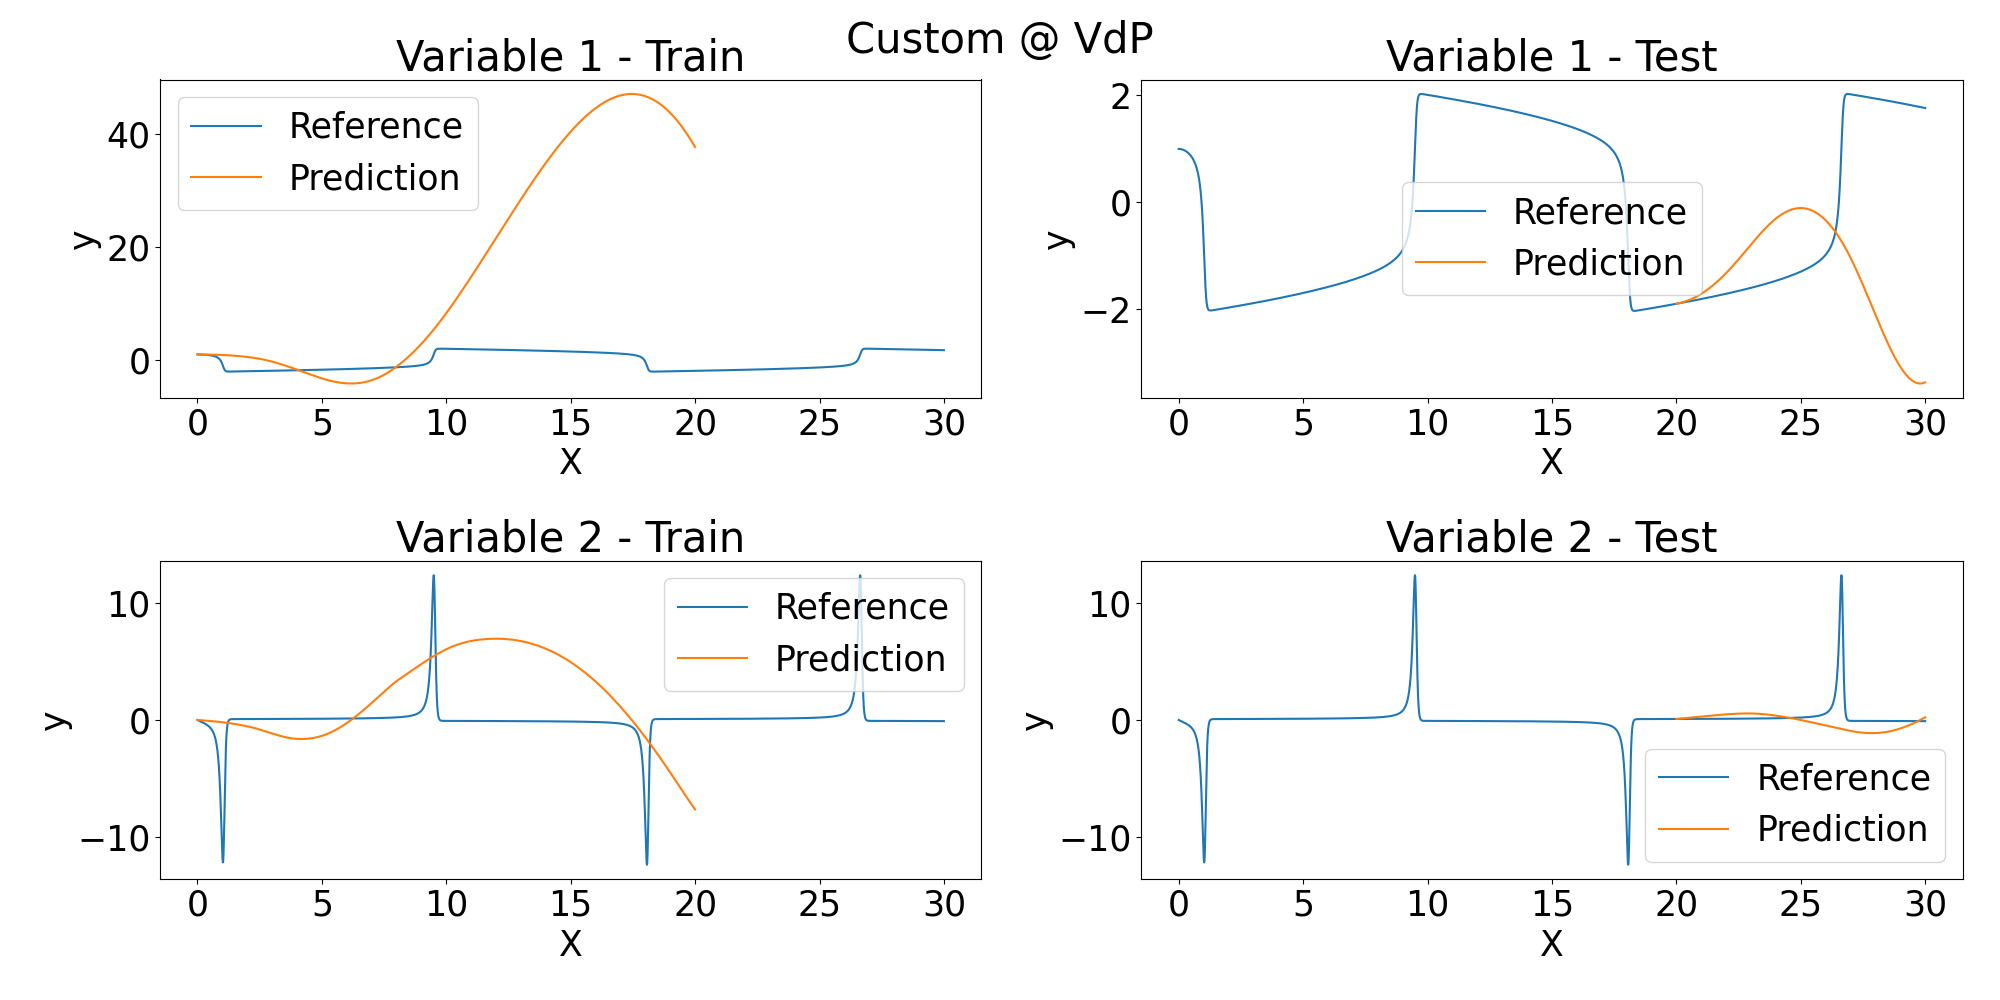 Custom @ VdP
Variable 1 - Train
40
20
0
y
Reference
Prediction
0 5 10 15 20 25 30
X
Variable 1 - Test
2
0
−2
y
Reference
Prediction
0 5 10 15 20 25 30
X
Variable 2 - Train
10
0
−10
y
Reference
Prediction
0 5 10 15 20 25 30
X
Variable 2 - Test
10
0
−10
y
Reference
Prediction
0 5 10 15 20 25 30
X